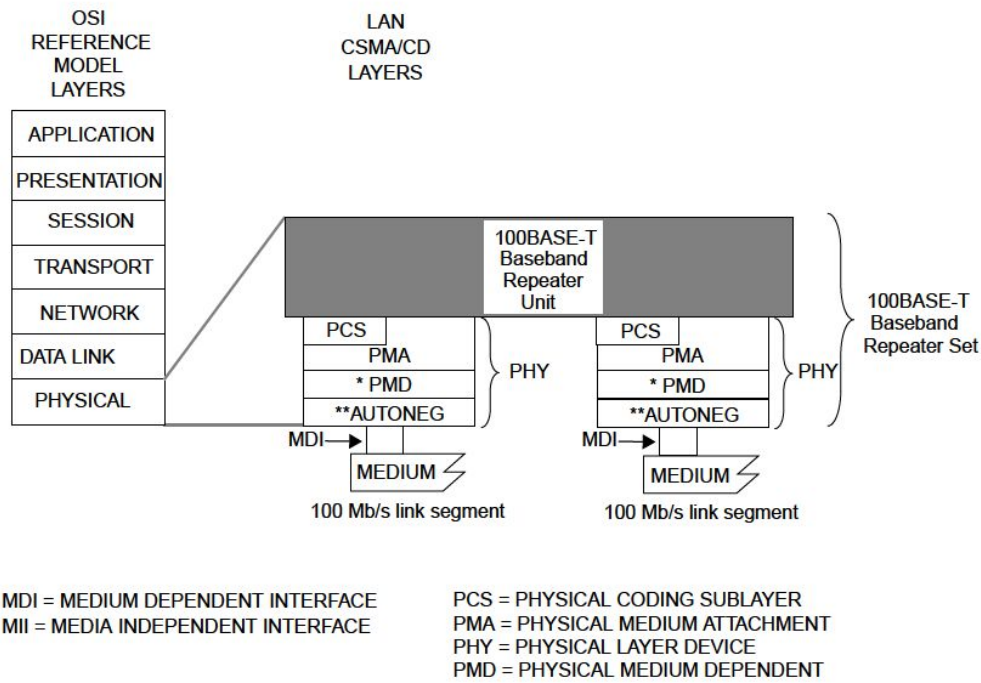 OSI
REFERENCE
MODEL
LAYERS
LAN
CSMA/CD
LAYERS
APPLICATION
PRESENTATION
SESSION
TRANSPORT
NETWORK
DATA LINK
PHYSICAL
100BASE-T
Baseband
Repeater
Unit
PCS
PMA
* PMD
**AUTONEG
PHY
MDI
MEDIUM
100 Mb/s link segment
PCS
PMA
* PMD
**AUTONEG
PHY
MDI
MEDIUM
100 Mb/s link segment
100BASE-T
Baseband
Repeater Set
MDI = MEDIUM DEPENDENT INTERFACE
MII = MEDIA INDEPENDENT INTERFACE
PCS = PHYSICAL CODING SUBLAYER
PMA = PHYSICAL MEDIUM ATTACHMENT
PHY = PHYSICAL LAYER DEVICE
PMD = PHYSICAL MEDIUM DEPENDENT